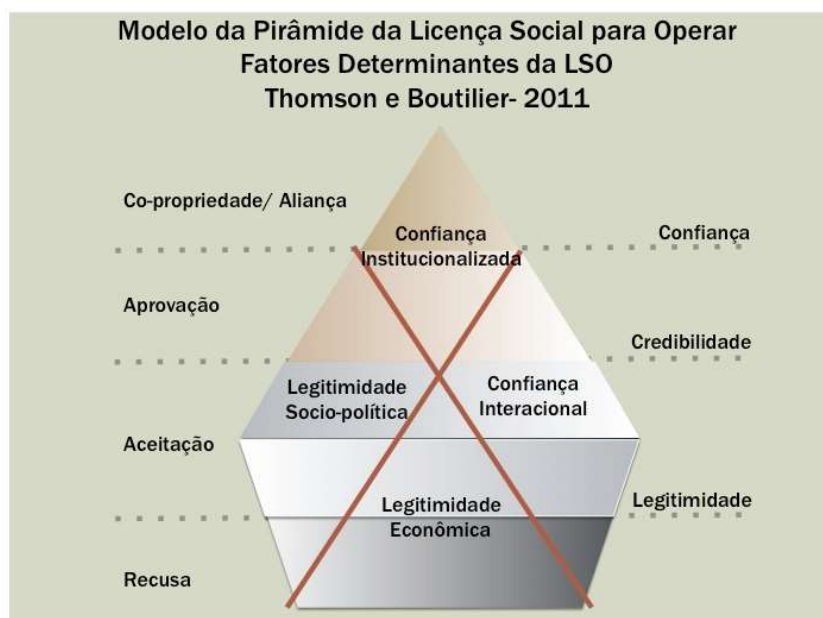 Modelo da Pirâmide da Licença Social para Operar
Fatores Determinantes da LSO
Thomson e Boutilier- 2011
Co-propriedade/ Aliança
Confiança
Institucionalizada
Confiança
Aprovação
Credibilidade
Legitimidade
Socio-política
Confiança
Interacional
Aceitação
Legitimidade
Econômica
Legitimidade
Recusa